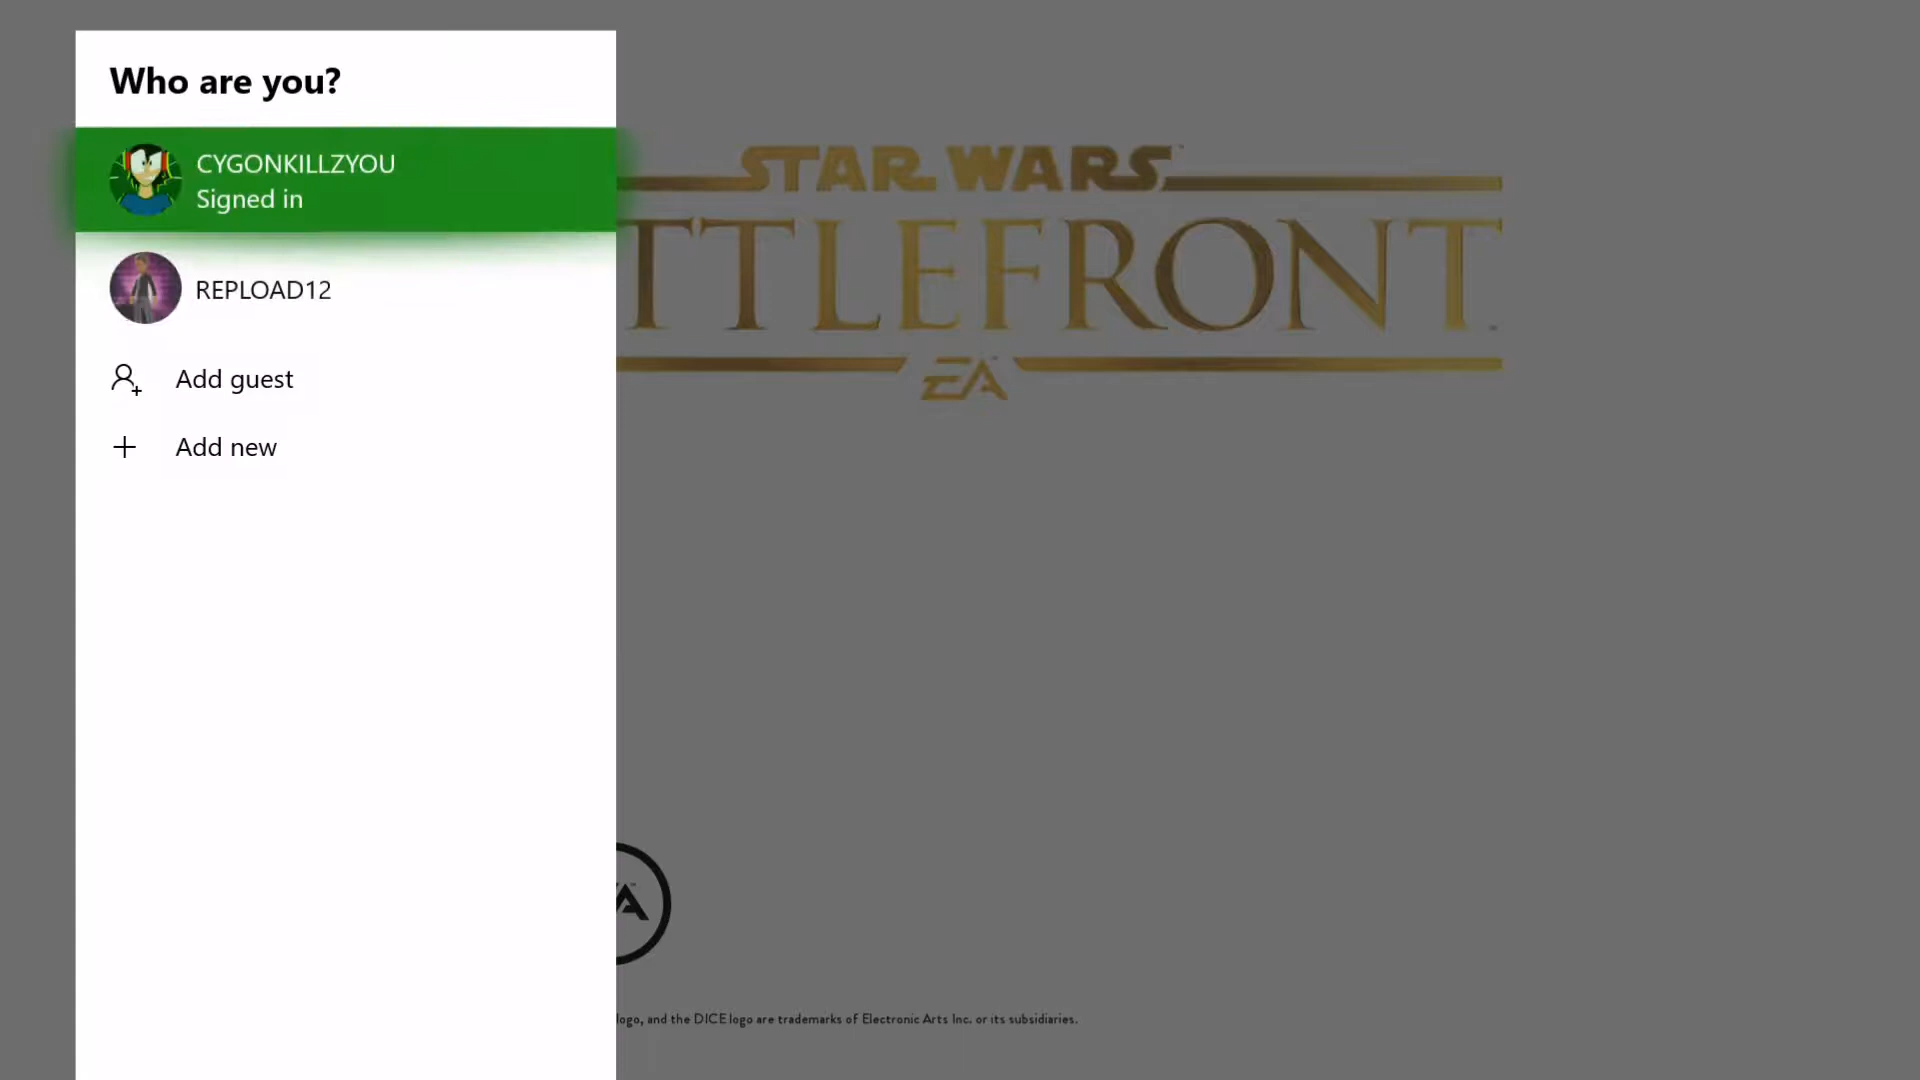 Who are you?
CYGONKILLZYOU
Signed in
REPLOAD12
Add guest
Add new
STAR WARS
TTLEFRONT
EA
logo, and the DICE logo are trademarks of Electronic Arts Inc. or its subsidiaries.